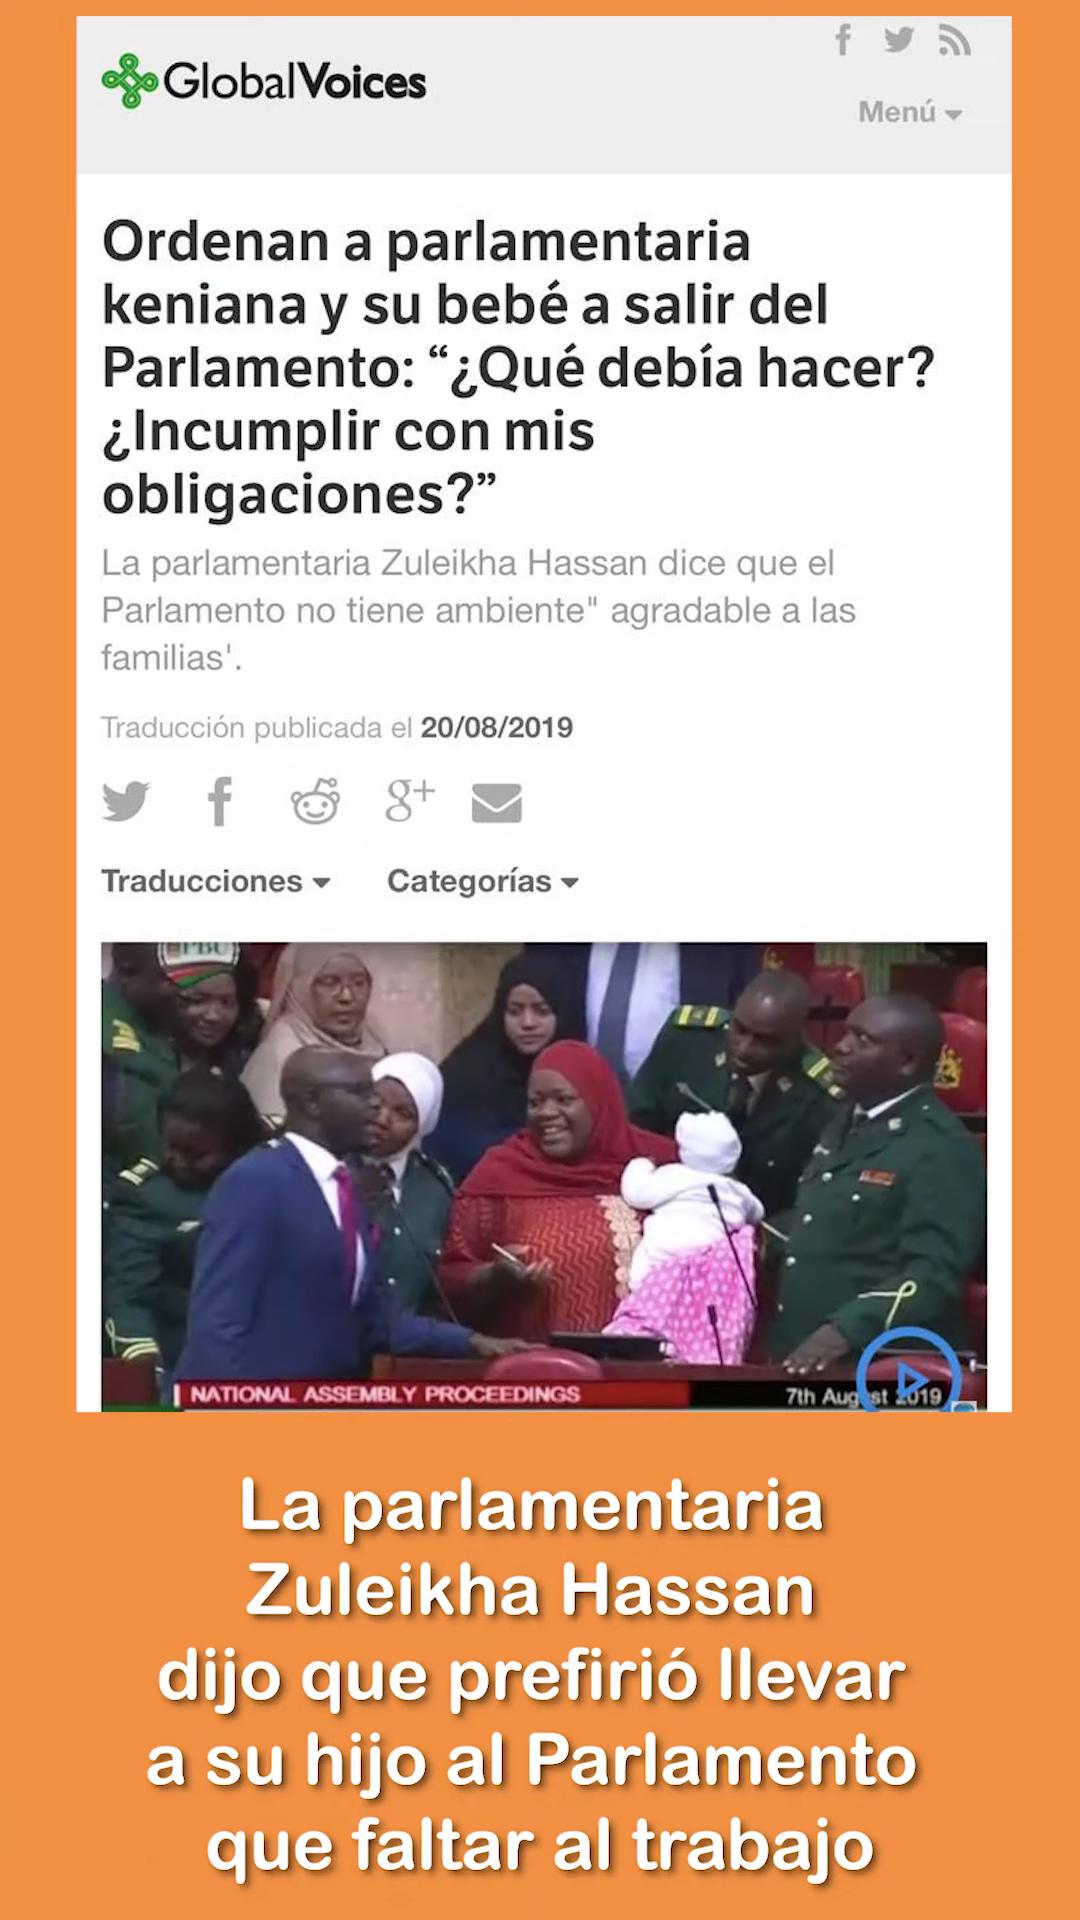 GlobalVoices
Menú
Ordenan a parlamentaria
keniana y su bebé a salir del
Parlamento: “¿Qué debía hacer?
¿Incumplir con mis
obligaciones?”
La parlamentaria Zuleikha Hassan dice que el
Parlamento no tiene ambiente" agradable a las
familias'.
Traducción publicada el 20/08/2019
Traducciones Categorías
NATIONAL ASSEMBLY PROCEEDINGS
7th August 2019
La parlamentaria
Zuleikha Hassan
dijo que prefirió llevar
a su hijo al Parlamento
que faltar al trabajo